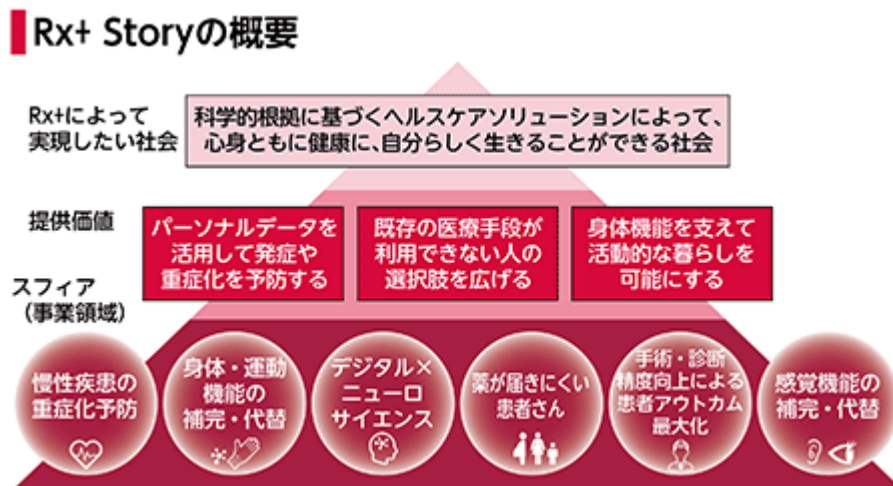 Rx+ Storyの概要
Rx+によって
実現したい社会
科学的根拠に基づくヘルスケアソリューションによって、
心身ともに健康に、自分らしく生きることができる社会
提供価値
パーソナルデータを
活用して発症や
重症化を予防する
既存の医療手段が
利用できない人の
選択肢を広げる
身体機能を支えて
活動的な暮らしを
可能にする
スフィア
（事業領域）
慢性疾患の
重症化予防
身体・運動
機能の
補完・代替
デジタル×
ニューロ
サイエンス
薬が届きにくい
患者さん
手術・診断
精度向上による
患者アウトカム
最大化
感覚機能の
補完・代替